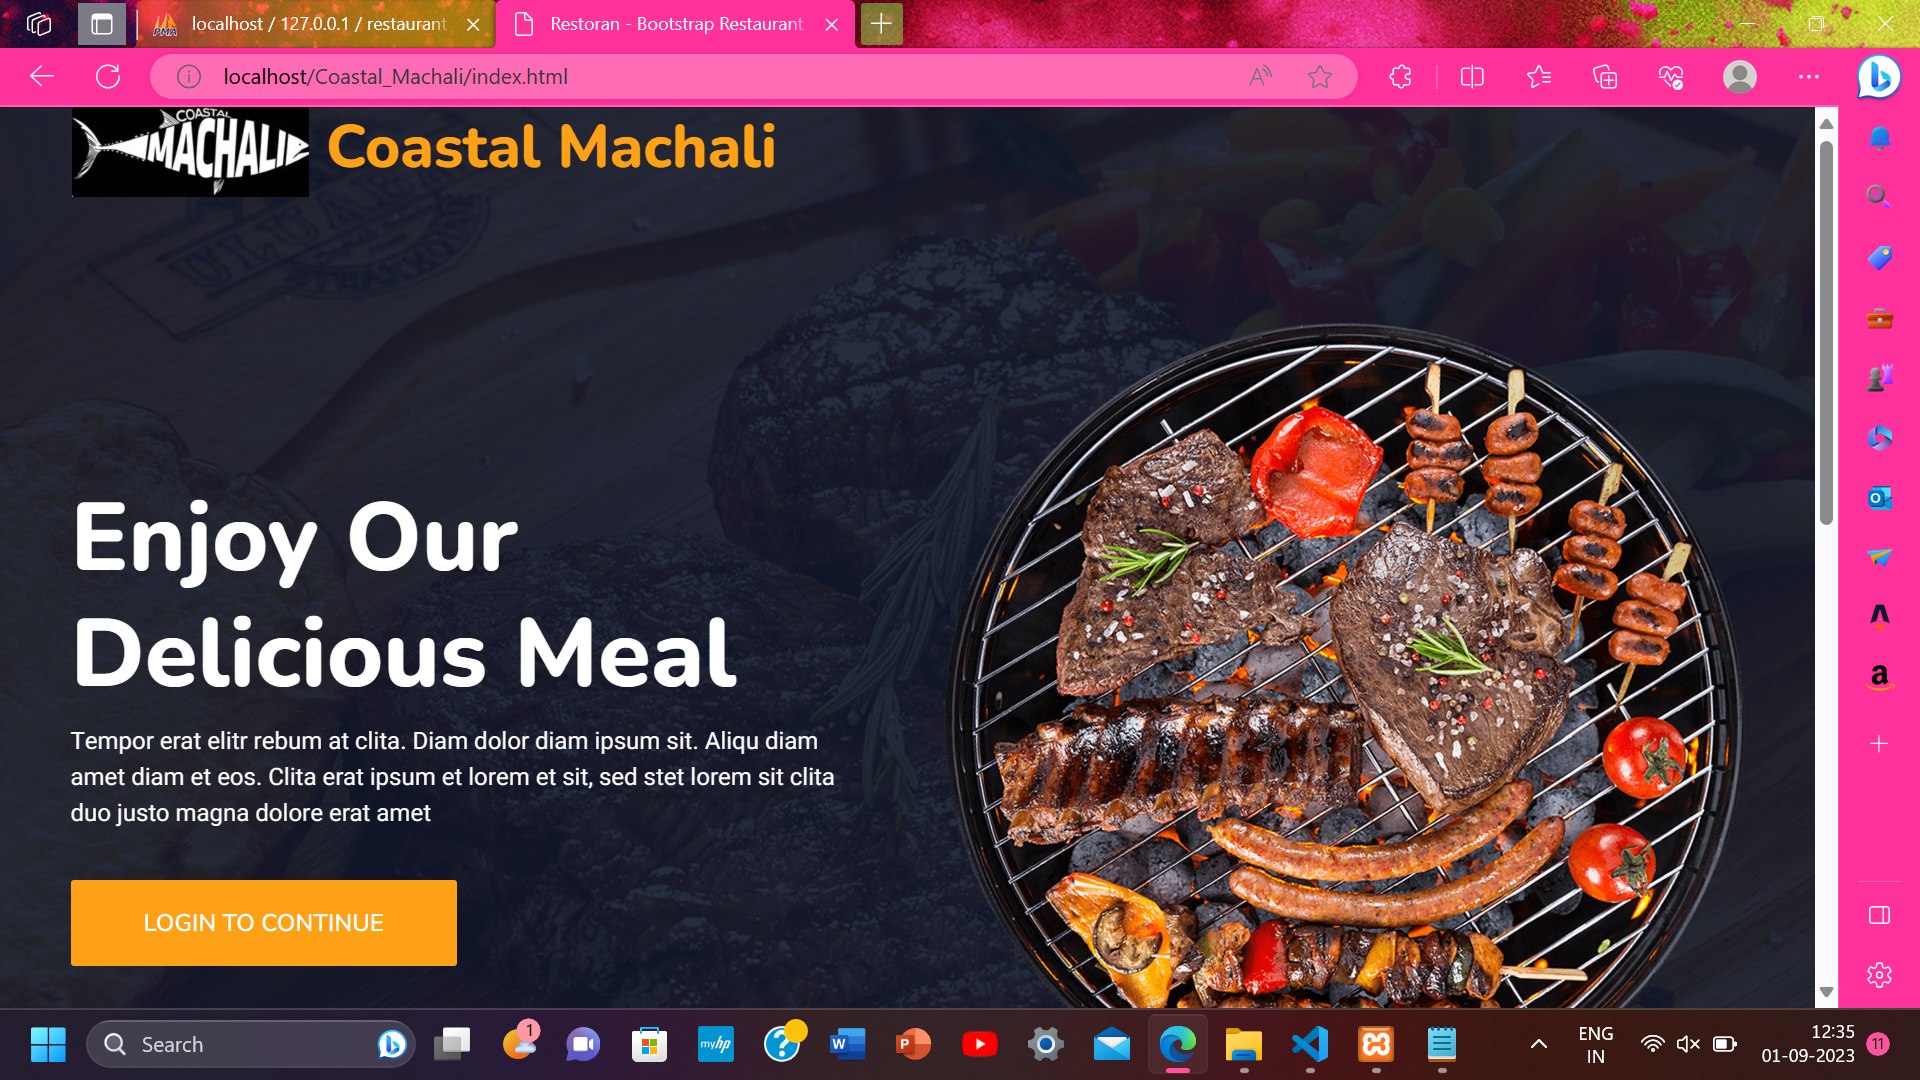 localhost / 127.0.0.1 / restaurant
Restoran - Bootstrap Restaurant
localhost/Coastal_Machali/index.html
COASTAL
MACHALI
Coastal Machali
Enjoy Our
Delicious Meal
Tempor erat elitr rebum at clita. Diam dolor diam ipsum sit. Aliqu diam
amet diam et eos. Clita erat ipsum et lorem et sit, sed stet lorem sit clita
duo justo magna dolore erat amet
LOGIN TO CONTINUE
Search
1
myhp
ENG
IN
12:35
01-09-2023
11